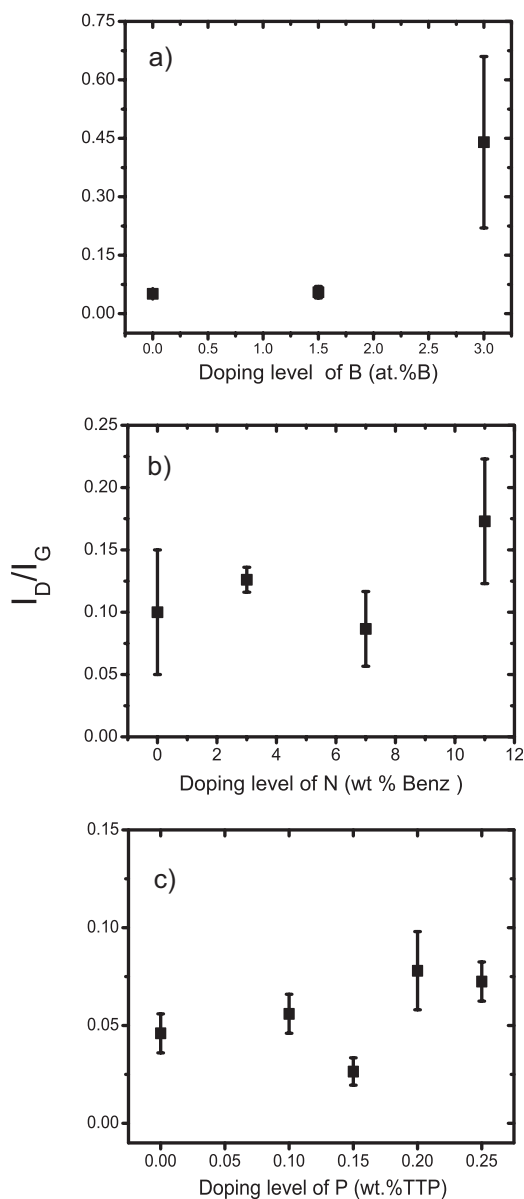 a)
0.75
0.60
0.45
0.30
0.15
0.00
0.0 0.5 1.0 1.5 2.0 2.5 3.0
Doping level of B (at.%B)
b)
0.25
0.20
0.15
0.10
0.05
0.00
0 2 4 6 8 10 12
Doping level of N (wt % Benz )
I_D/I_G
c)
0.15
0.10
0.05
0.00
0.00 0.05 0.10 0.15 0.20 0.25
Doping level of P (wt.%TTP)